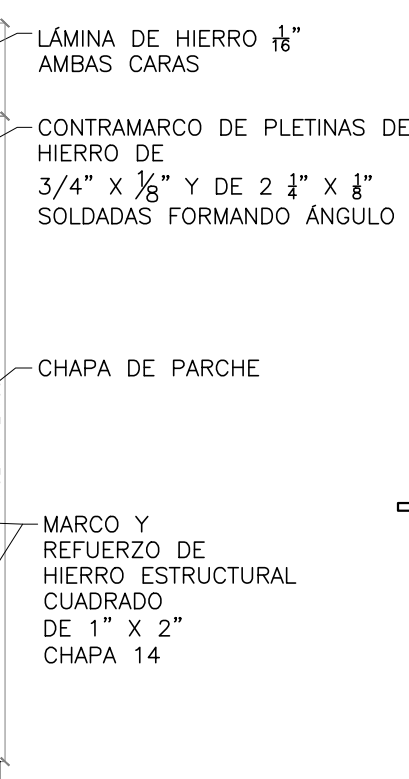 LÁMINA DE HIERRO 1/16”
AMBAS CARAS
CONTRAMARCO DE PLETINAS DE
HIERRO DE
3/4” X 1/8” Y DE 2 1/4” X 1/8”
SOLDADAS FORMANDO ÁNGULO
CHAPA DE PARCHE
MARCO Y
REFUERZO DE
HIERRO ESTRUCTURAL
CUADRADO
DE 1” X 2”
CHAPA 14